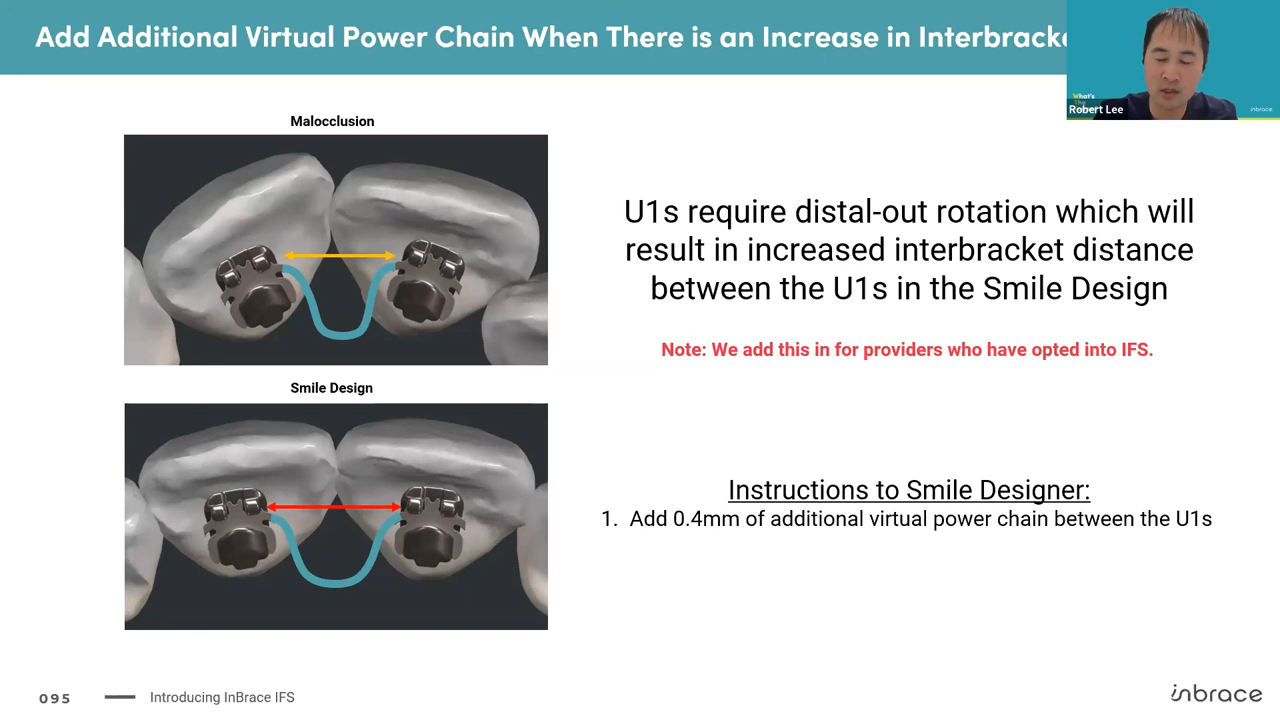 Add Additional Virtual Power Chain When There is an Increase in
What's
Robert Lee
inbrace
Malocclusion
U1s require distal-out rotation which will
result in increased interbracket distance
between the U1s in the Smile Design
Note: We add this in for providers who have opted into IFS.
Smile Design
Instructions to Smile Designer:
1. Add 0.4mm of additional virtual power chain between the U1s
095
Introducing InBrace IFS
inbrace